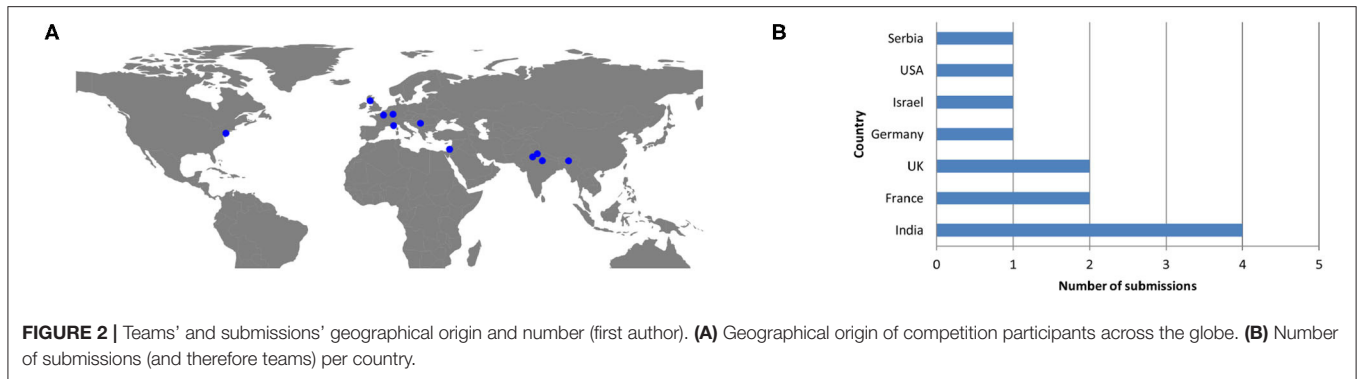 A
B
Serbia
USA
Israel
Germany
UK
France
India
Country
0 1 2 3 4 5
Number of submissions
FIGURE 2 | Teams’ and submissions’ geographical origin and number (first author). (A) Geographical origin of competition participants across the globe. (B) Number
of submissions (and therefore teams) per country.